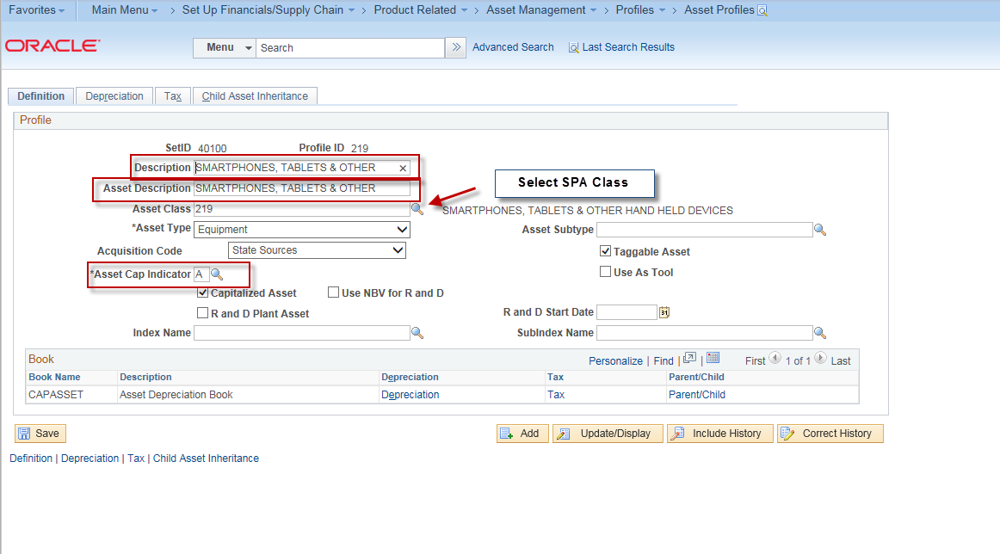 Favorites Main Menu > Set Up Financials/Supply Chain > Product Related > Asset Management > Profiles > Asset Profiles
ORACLE
Menu Search Advanced Search Last Search Results
Definition Depreciation Tax Child Asset Inheritance
Profile
SetID 40100 Profile ID 219
Description SMARTPHONES, TABLETS & OTHER
Asset Description SMARTPHONES, TABLETS & OTHER
Select SPA Class
Asset Class 219 SMARTPHONES, TABLETS & OTHER HAND HELD DEVICES
*Asset Type Equipment Asset Subtype
Acquisition Code State Sources Taggable Asset
*Asset Cap Indicator A Use As Tool
Capitalized Asset Use NBV for R and D
R and D Plant Asset R and D Start Date 31
Index Name SubIndex Name
Book Personalize | Find | | First 1 of 1 Last
Book Name Description Depreciation Tax Parent/Child
CAPASSET Asset Depreciation Book Depreciation Tax Parent/Child
Save Add Update/Display Include History Correct History
Definition | Depreciation | Tax | Child Asset Inheritance